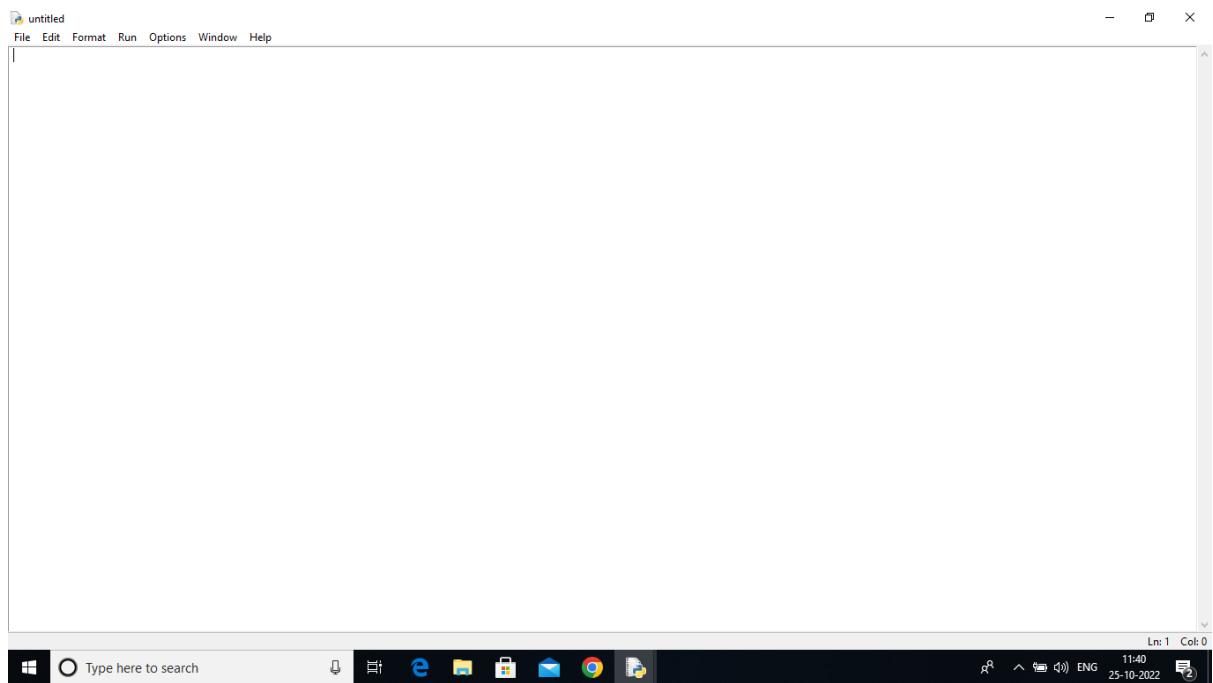 untitled
File Edit Format Run Options Window Help
Ln: 1 Col: 0
Type here to search
ENG
11:40
25-10-2022
2